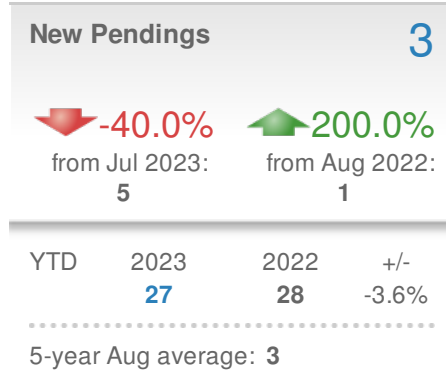 New Pendings 3
-40.0% 200.0%
from Jul 2023: from Aug 2022:
5 1
YTD 2023 2022 +/-
27 28 -3.6%
5-year Aug average: 3